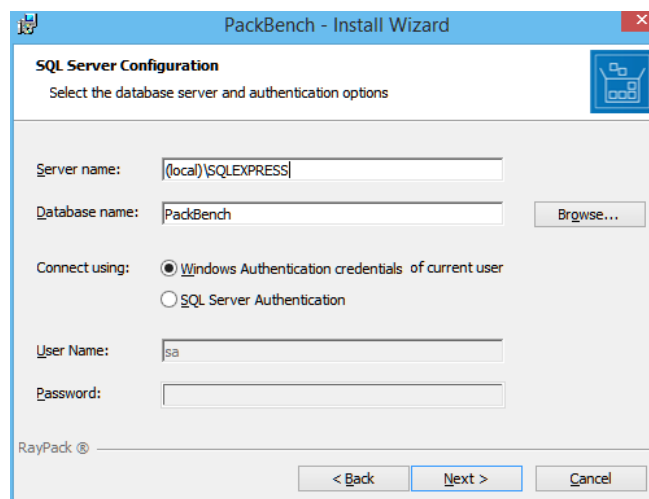 PackBench - Install Wizard
SQL Server Configuration
Select the database server and authentication options
Server name: (local)\SQLEXPRESS
Database name: PackBench Browse...
Connect using: Windows Authentication credentials of current user
SQL Server Authentication
User Name: sa
Password:
RayPack ®
< Back Next > Cancel